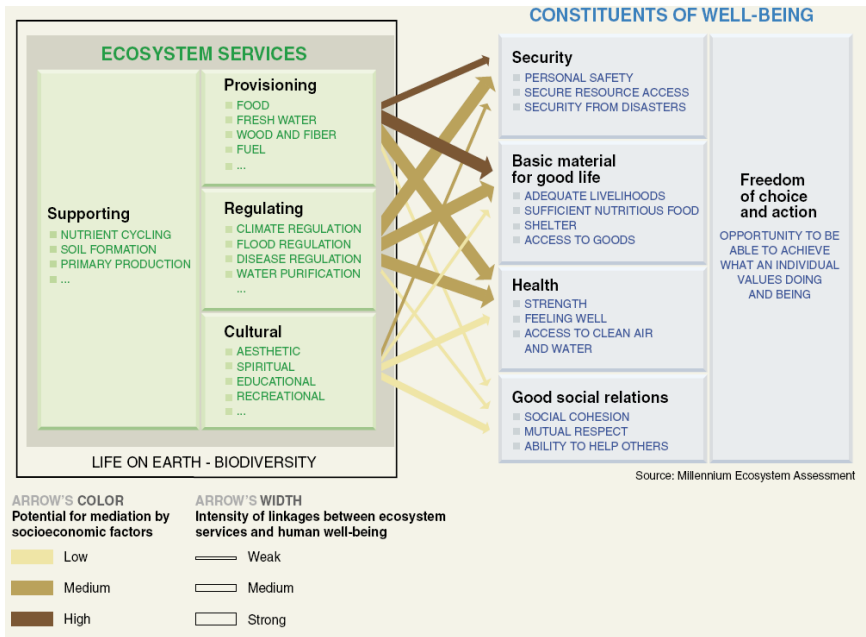 CONSTITUENTS OF WELL-BEING
ECOSYSTEM SERVICES
Supporting
NUTRIENT CYCLING
SOIL FORMATION
PRIMARY PRODUCTION
...
Provisioning
FOOD
FRESH WATER
WOOD AND FIBER
FUEL
...
Regulating
CLIMATE REGULATION
FLOOD REGULATION
DISEASE REGULATION
WATER PURIFICATION
...
Cultural
AESTHETIC
SPIRITUAL
EDUCATIONAL
RECREATIONAL
...
LIFE ON EARTH - BIODIVERSITY
Security
PERSONAL SAFETY
SECURE RESOURCE ACCESS
SECURITY FROM DISASTERS
Basic material
for good life
ADEQUATE LIVELIHOODS
SUFFICIENT NUTRITIOUS FOOD
SHELTER
ACCESS TO GOODS
Health
STRENGTH
FEELING WELL
ACCESS TO CLEAN AIR
AND WATER
Good social relations
SOCIAL COHESION
MUTUAL RESPECT
ABILITY TO HELP OTHERS
Freedom
of choice
and action
OPPORTUNITY TO BE
ABLE TO ACHIEVE
WHAT AN INDIVIDUAL
VALUES DOING
AND BEING
Source: Millennium Ecosystem Assessment
ARROW'S COLOR
Potential for mediation by
socioeconomic factors
Low
Medium
High
ARROW'S WIDTH
Intensity of linkages between ecosystem
services and human well-being
Weak
Medium
Strong